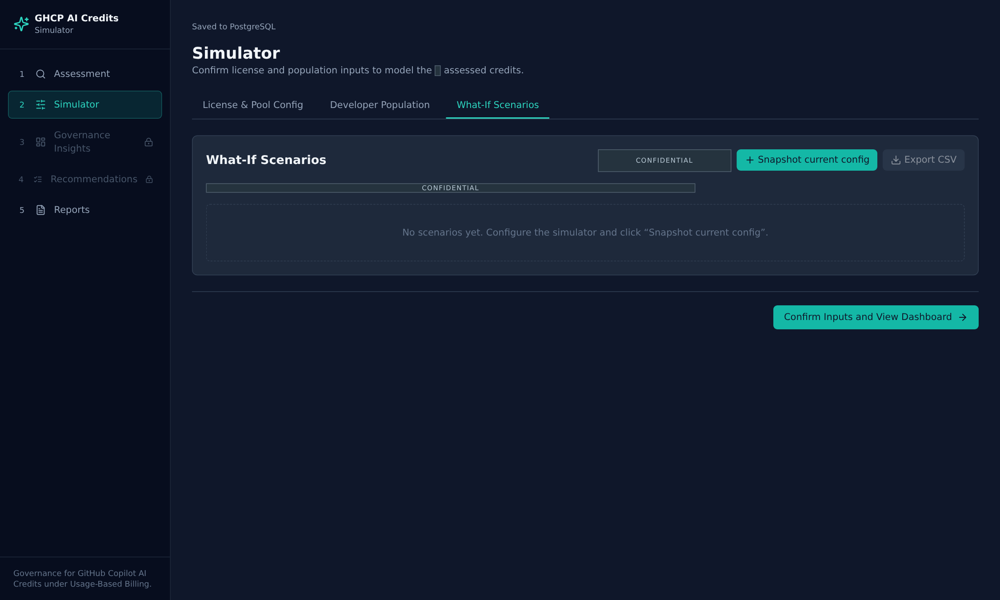 GHCP AI Credits
Simulator
1 Assessment
2 Simulator
3 Governance
Insights
4 Recommendations
5 Reports
Governance for GitHub Copilot AI
Credits under Usage-Based Billing.
Saved to PostgreSQL
Simulator
Confirm license and population inputs to model the assessed credits.
License & Pool Config Developer Population What-If Scenarios
What-If Scenarios CONFIDENTIAL Snapshot current config Export CSV
CONFIDENTIAL
No scenarios yet. Configure the simulator and click “Snapshot current config”.
Confirm Inputs and View Dashboard